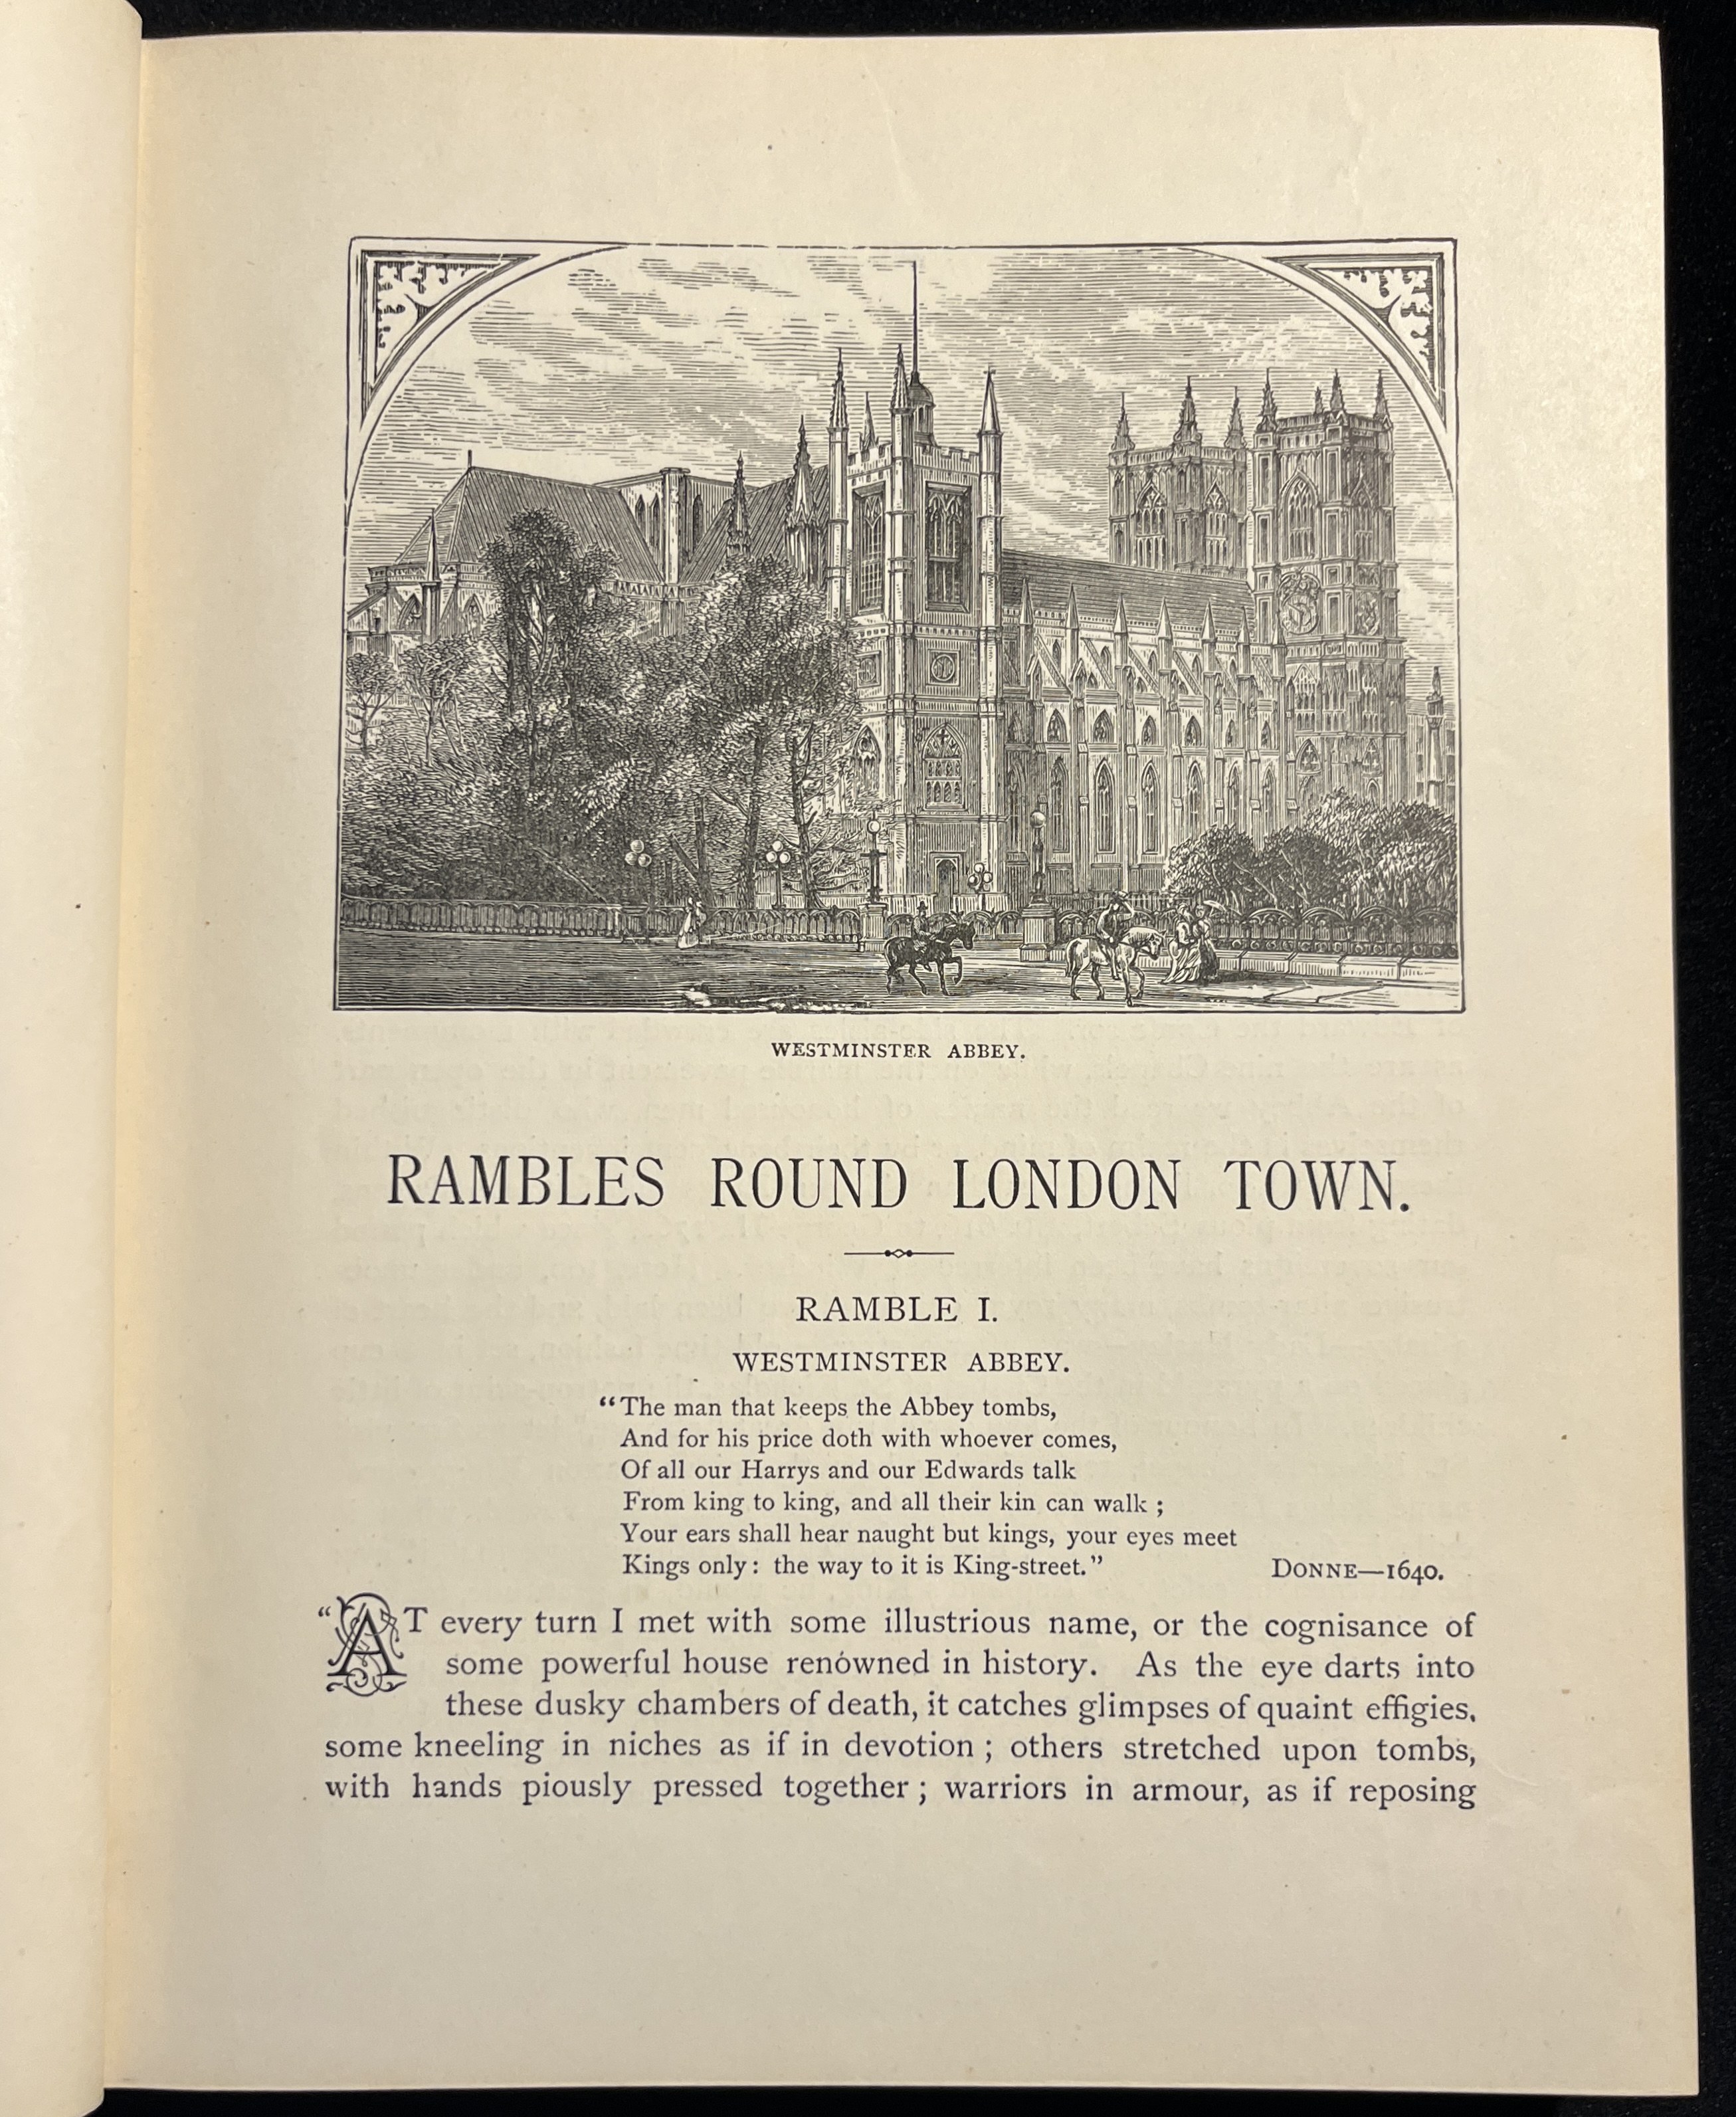 WESTMINSTER ABBEY.
RAMBLES ROUND LONDON TOWN.
RAMBLE I.
WESTMINSTER ABBEY.
“The man that keeps the Abbey tombs,
And for his price doth with whoever comes,
Of all our Harrys and our Edwards talk
From king to king, and all their kin can walk ;
Your ears shall hear naught but kings, your eyes meet
Kings only : the way to it is King-street.” DONNE—1640.
“AT every turn I met with some illustrious name, or the cognisance of
some powerful house renowned in history. As the eye darts into
these dusky chambers of death, it catches glimpses of quaint effigies,
some kneeling in niches as if in devotion ; others stretched upon tombs,
with hands piously pressed together ; warriors in armour, as if reposing